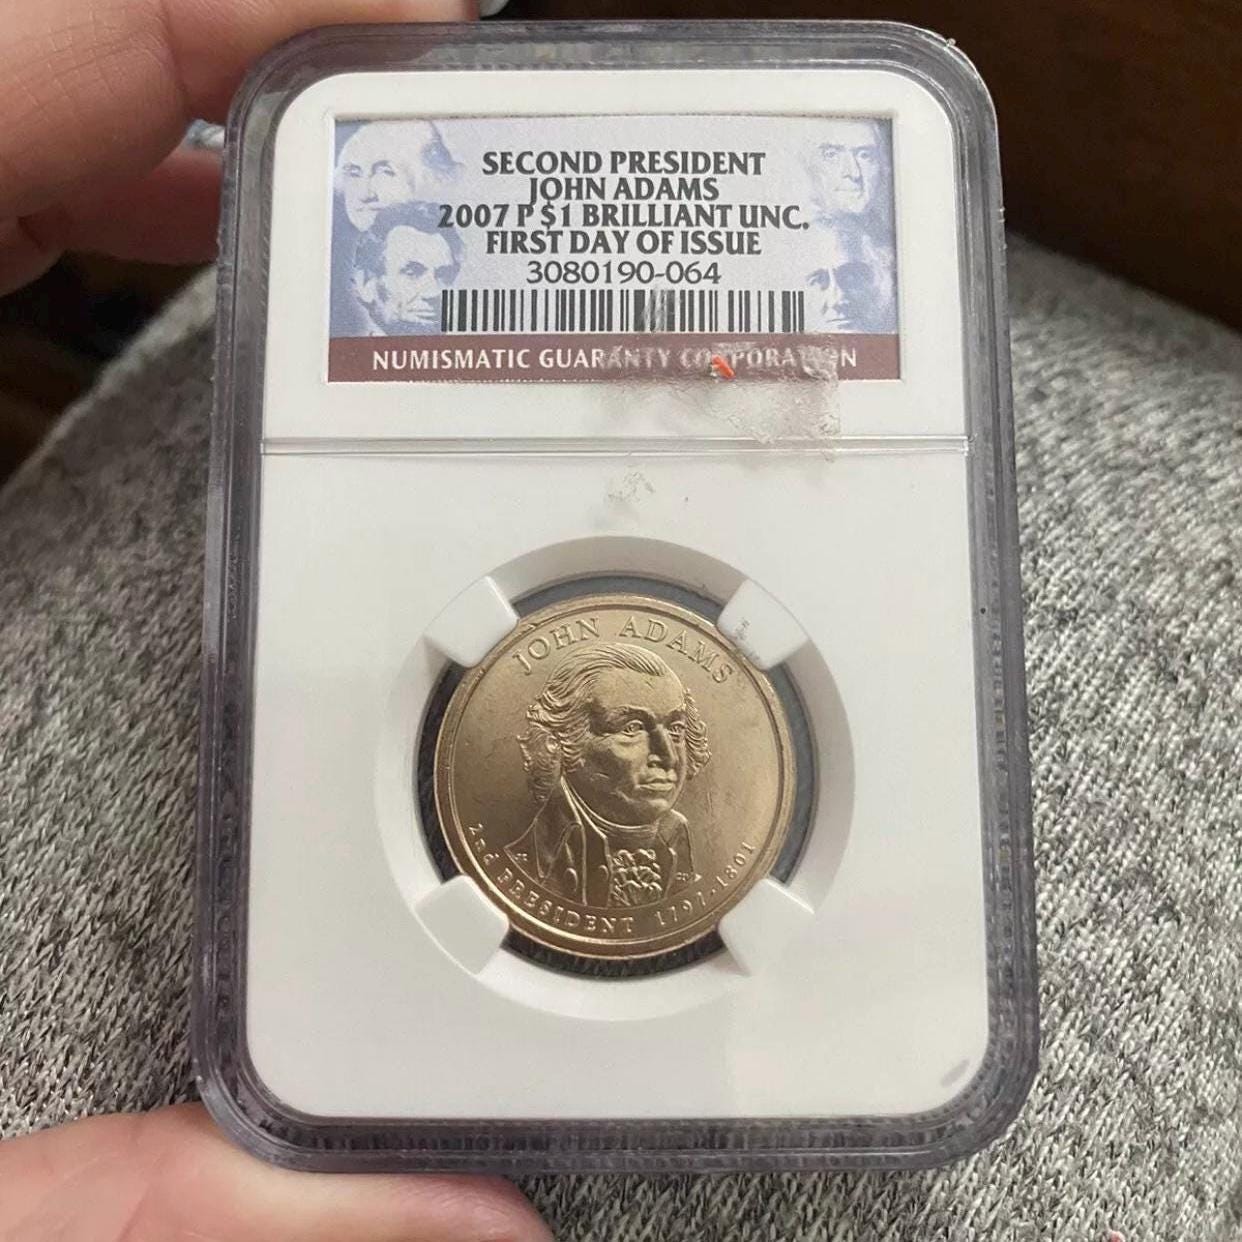 SECOND PRESIDENT
JOHN ADAMS
2007 P $1 BRILLIANT UNC.
FIRST DAY OF ISSUE
3080190-064
NUMISMATIC GUARANTY CORPORATION
JOHN ADAMS
2nd PRESIDENT 1797-1801